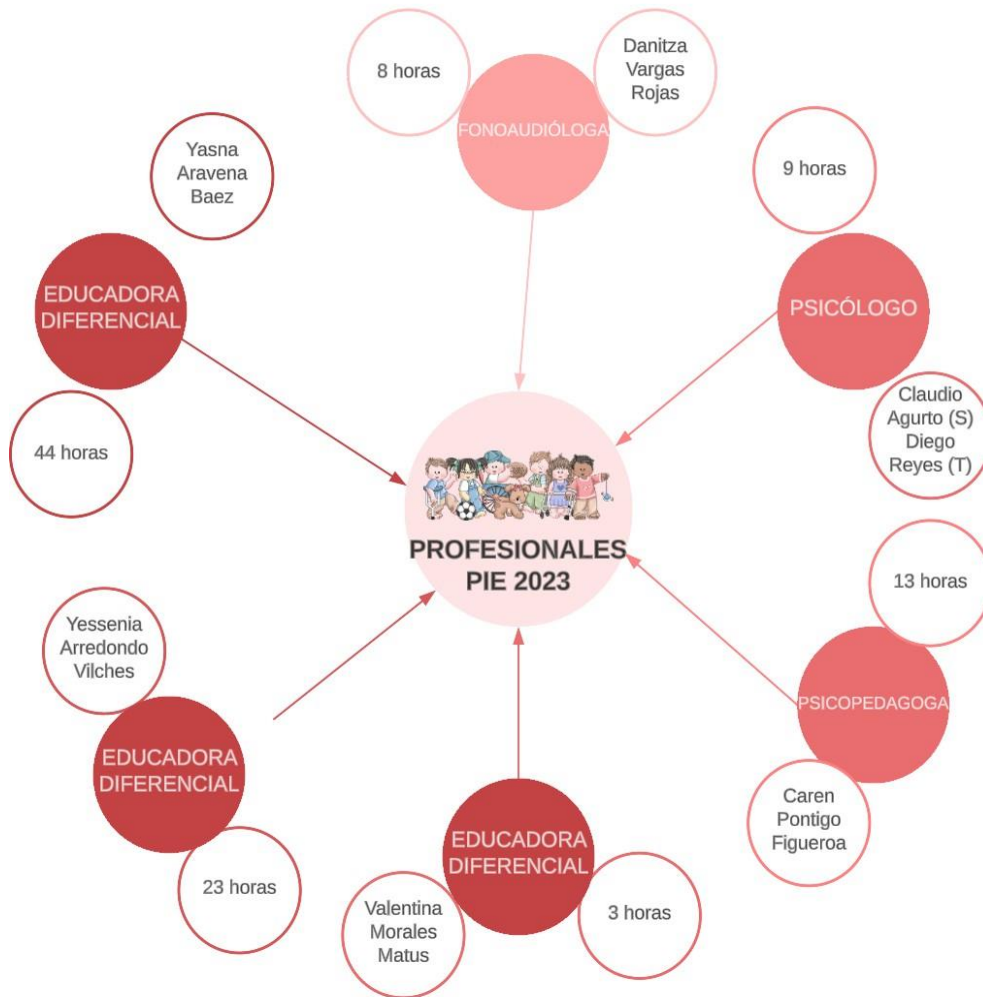 8 horas
Danitza
Vargas
Rojas
FONOAUDIÓLOGA
Yasna
Aravena
Baez
9 horas
EDUCADORA
DIFERENCIAL
PSICÓLOGO
44 horas
Claudio
Agurto (S)
Diego
Reyes (T)
PROFESIONALES
PIE 2023
13 horas
Yessenia
Arredondo
Vilches
PSICOPEDAGOGA
EDUCADORA
DIFERENCIAL
Caren
Pontigo
Figueroa
EDUCADORA
DIFERENCIAL
23 horas
Valentina
Morales
Matus
3 horas